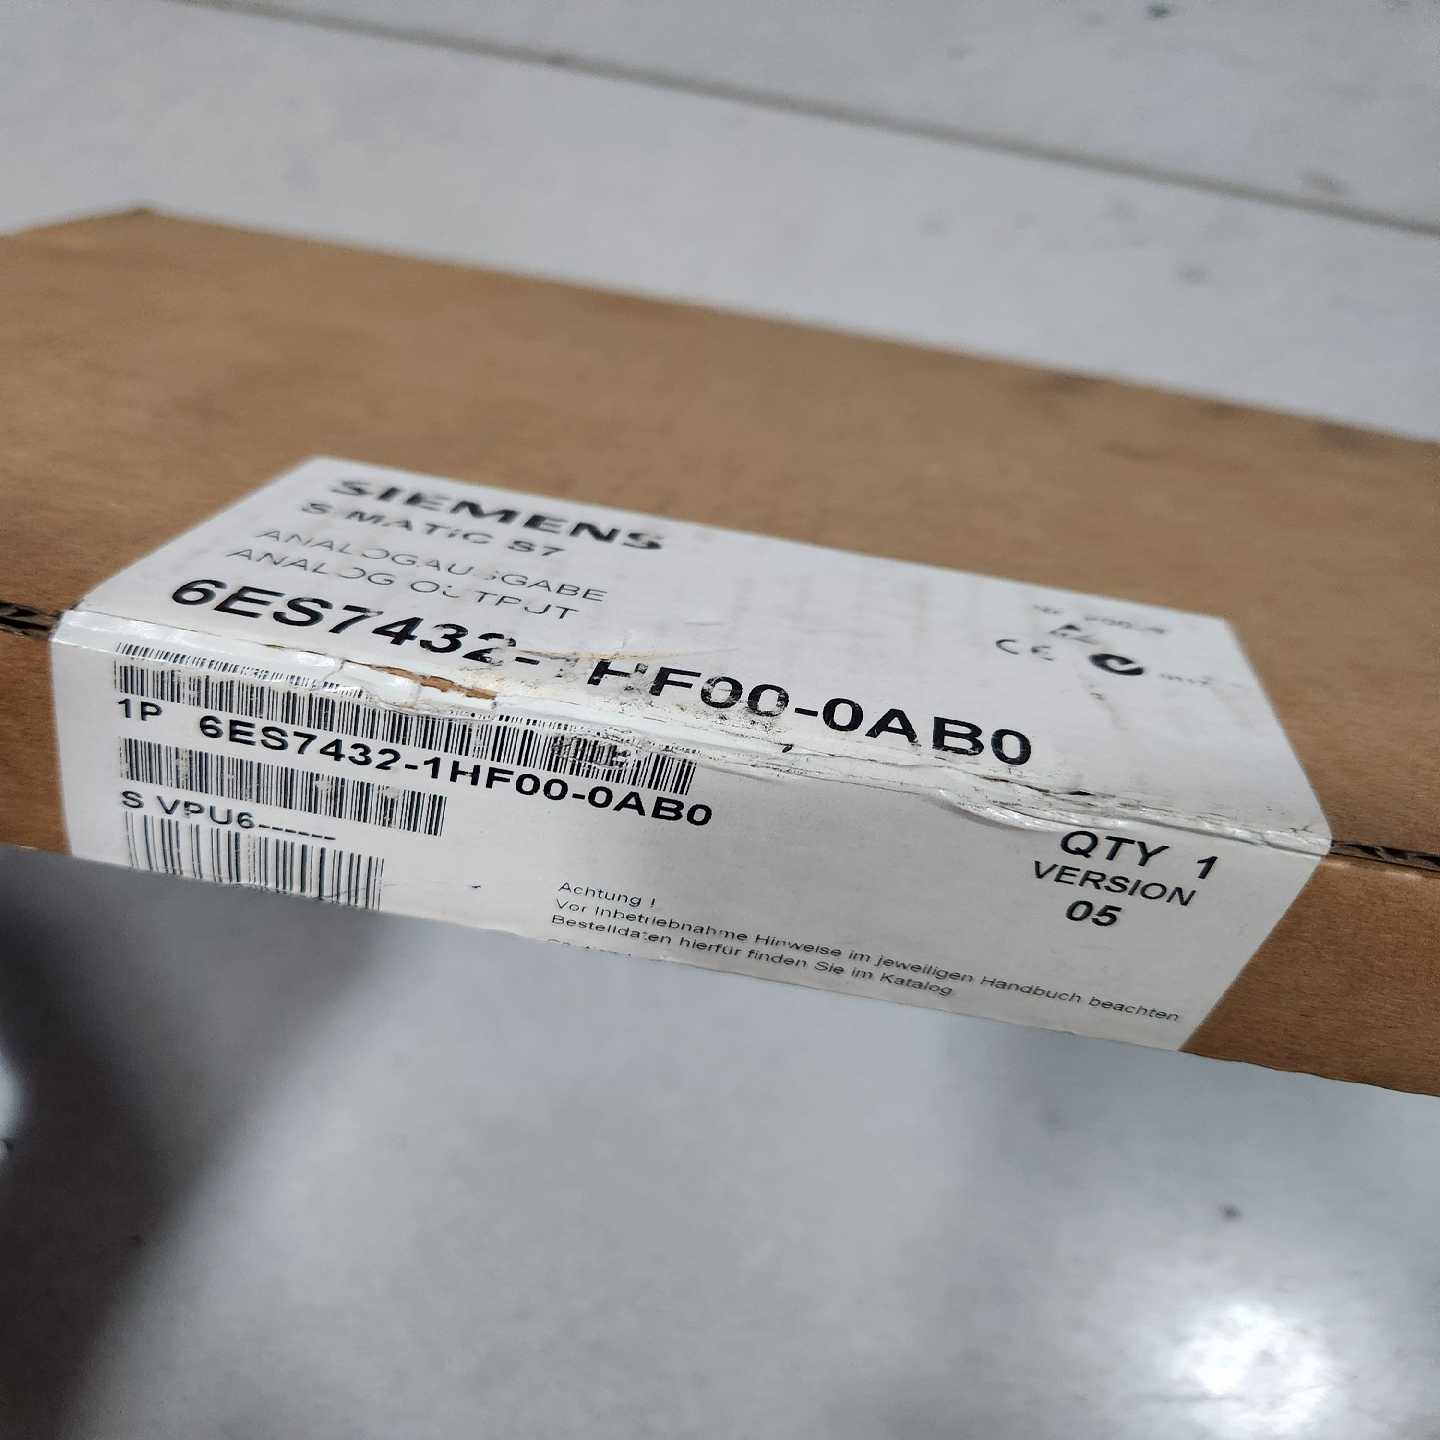 SIEMENS
SIMATIC S7
ANALOGAUSGABE
ANALOG OUTPUT
6ES7432-1HF00-0AB0
CE
1P 6ES7432-1HF00-0AB0
S VPU6------
QTY 1
VERSION
05
Achtung !
Vor Inbetriebnahme Hinweise im jeweiligen Handbuch beachten
Bestelldaten hierfür finden Sie im Katalog